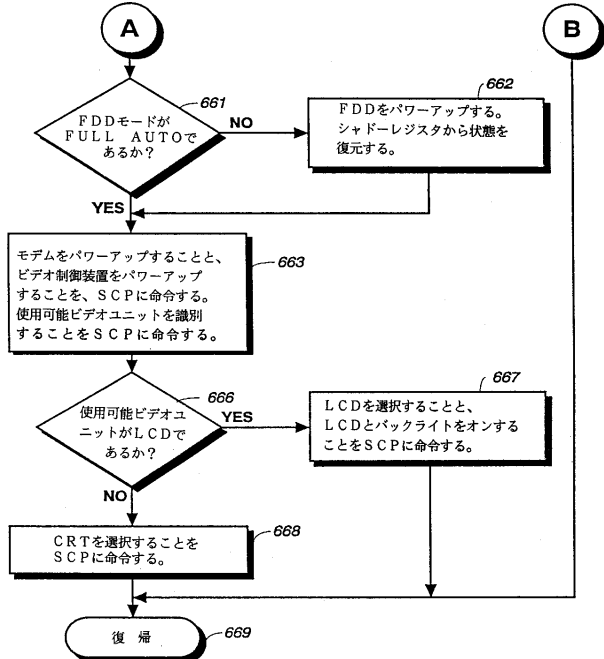 A
B
661
ＦＤＤモードが
ＦＵＬＬ　ＡＵＴＯで
あるか？
NO
YES
662
ＦＤＤをパワーアップする。
シャドーレジスタから状態を
復元する。
663
モデムをパワーアップすることと、
ビデオ制御装置をパワーアップ
することを、ＳＣＰに命令する。
使用可能ビデオユニットを識別
することをＳＣＰに命令する。
666
使用可能ビデオユ
ニットがＬＣＤで
あるか？
YES
NO
667
ＬＣＤを選択することと、
ＬＣＤとバックライトをオンする
ことをＳＣＰに命令する。
668
ＣＲＴを選択することを
ＳＣＰに命令する。
復　帰
669